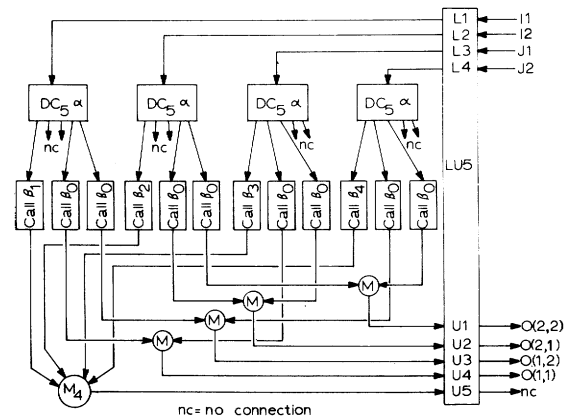 L1 I1
L2 I2
L3 J1
L4 J2
DC5 α DC5 α DC5 α DC5 α
nc nc nc nc
LU5
Call β1 Call β0 Call β0 Call β2 Call β0 Call β0 Call β3 Call β0 Call β0 Call β4 Call β0 Call β0
M
M
M
M
M4
U1 O(2,2)
U2 O(2,1)
U3 O(1,2)
U4 O(1,1)
U5 nc
nc = no connection